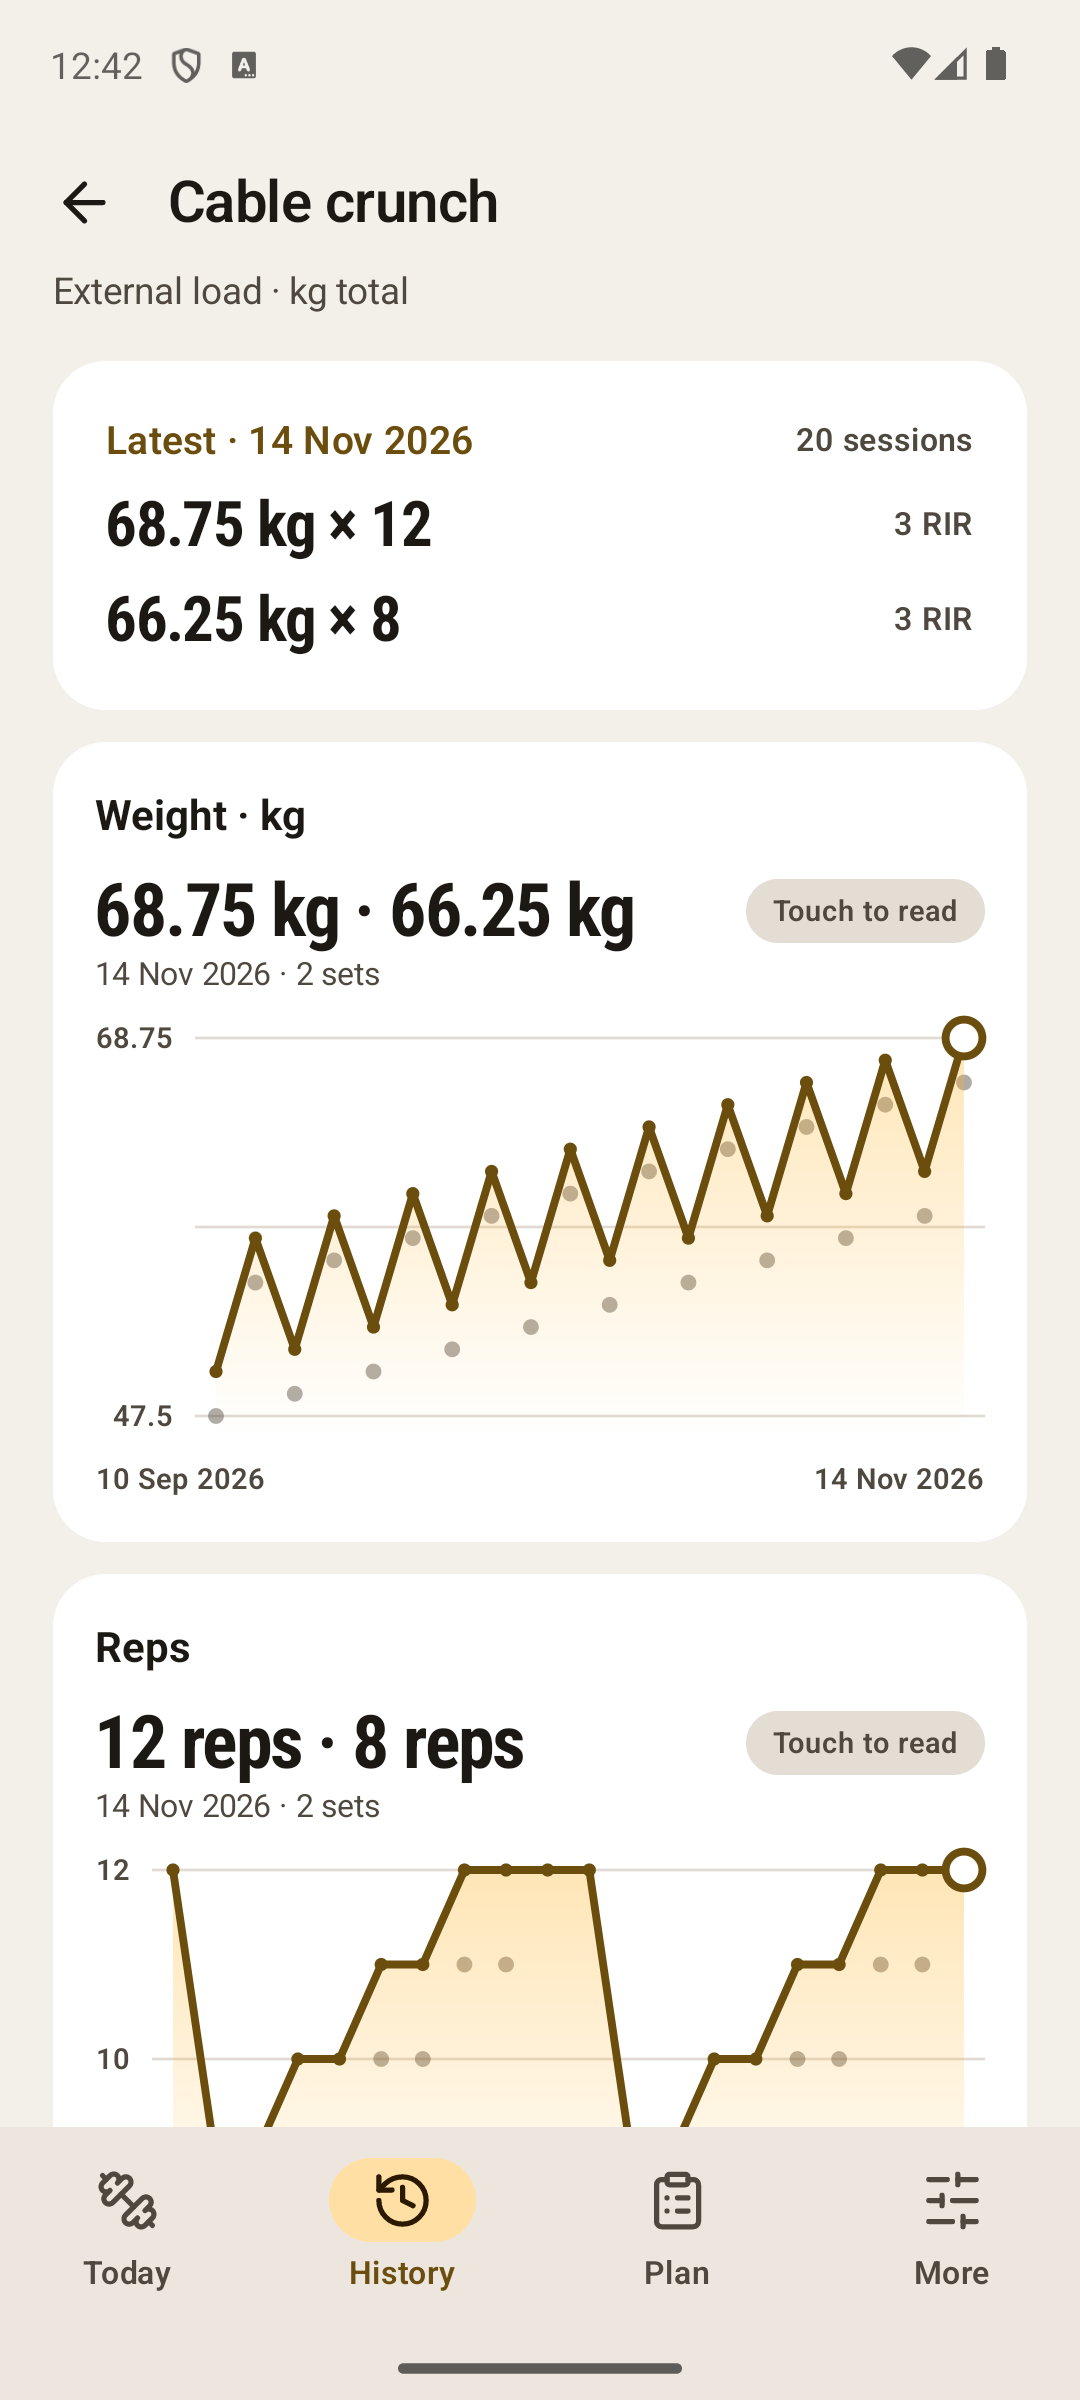 12:42
Cable crunch
External load · kg total
Latest · 14 Nov 2026
20 sessions
68.75 kg × 12
3 RIR
66.25 kg × 8
3 RIR
Weight · kg
68.75 kg · 66.25 kg
Touch to read
14 Nov 2026 · 2 sets
68.75
47.5
10 Sep 2026
14 Nov 2026
Reps
12 reps · 8 reps
Touch to read
14 Nov 2026 · 2 sets
12
10
Today
History
Plan
More